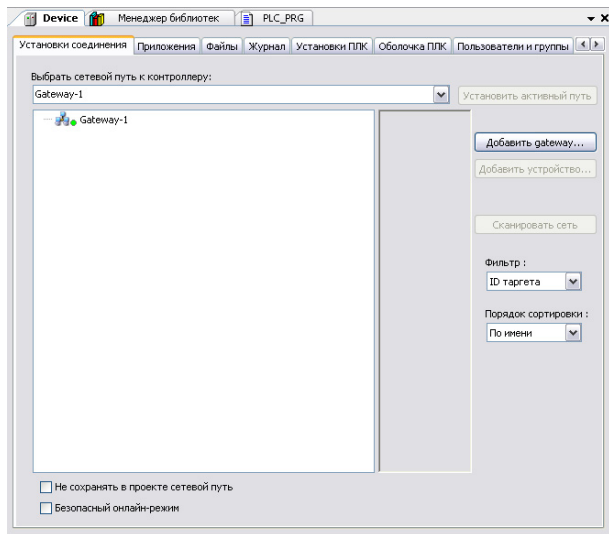 Device Менеджер библиотек PLC_PRG
Установки соединения Приложения Файлы Журнал Установки ПЛК Оболочка ПЛК Пользователи и группы
Выбрать сетевой путь к контроллеру:
Gateway-1 Установить активный путь
Gateway-1
Добавить gateway...
Добавить устройство...
Сканировать сеть
Фильтр :
ID таргета
Порядок сортировки :
По имени
Не сохранять в проекте сетевой путь
Безопасный онлайн-режим